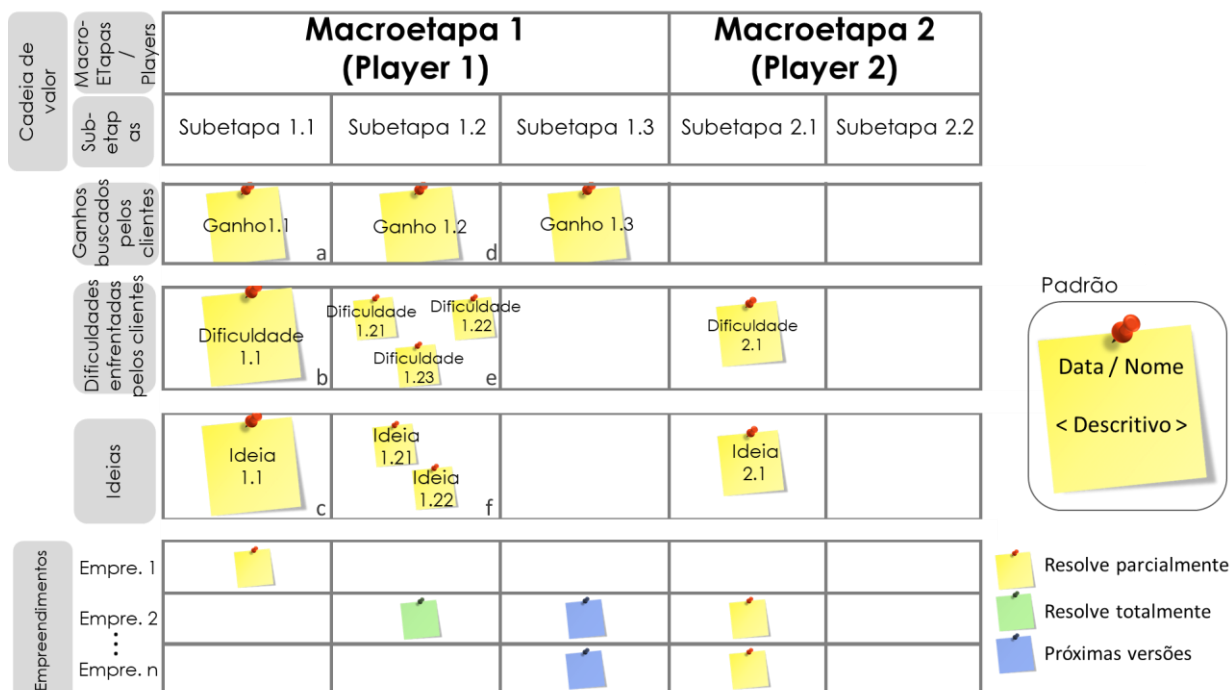 Cadeia de
valor
Macro-
ETapas
/
Players
Macroetapa 1
(Player 1)
Macroetapa 2
(Player 2)
Sub-
etap
as
Subetapa 1.1
Subetapa 1.2
Subetapa 1.3
Subetapa 2.1
Subetapa 2.2
Ganhos
buscados
pelos
clientes
Ganho1.1
a
Ganho 1.2
d
Ganho 1.3
Dificuldades
enfrentadas
pelos clientes
Dificuldade
1.1
b
Dificuldade
1.21
Dificuldade
1.22
Dificuldade
1.23
e
Dificuldade
2.1
Ideias
Ideia
1.1
c
Ideia
1.21
Ideia
1.22
f
Ideia
2.1
Padrão
Data / Nome
< Descritivo >
Empreendimentos
Empre. 1
Empre. 2
Empre. n
Resolve parcialmente
Resolve totalmente
Próximas versões